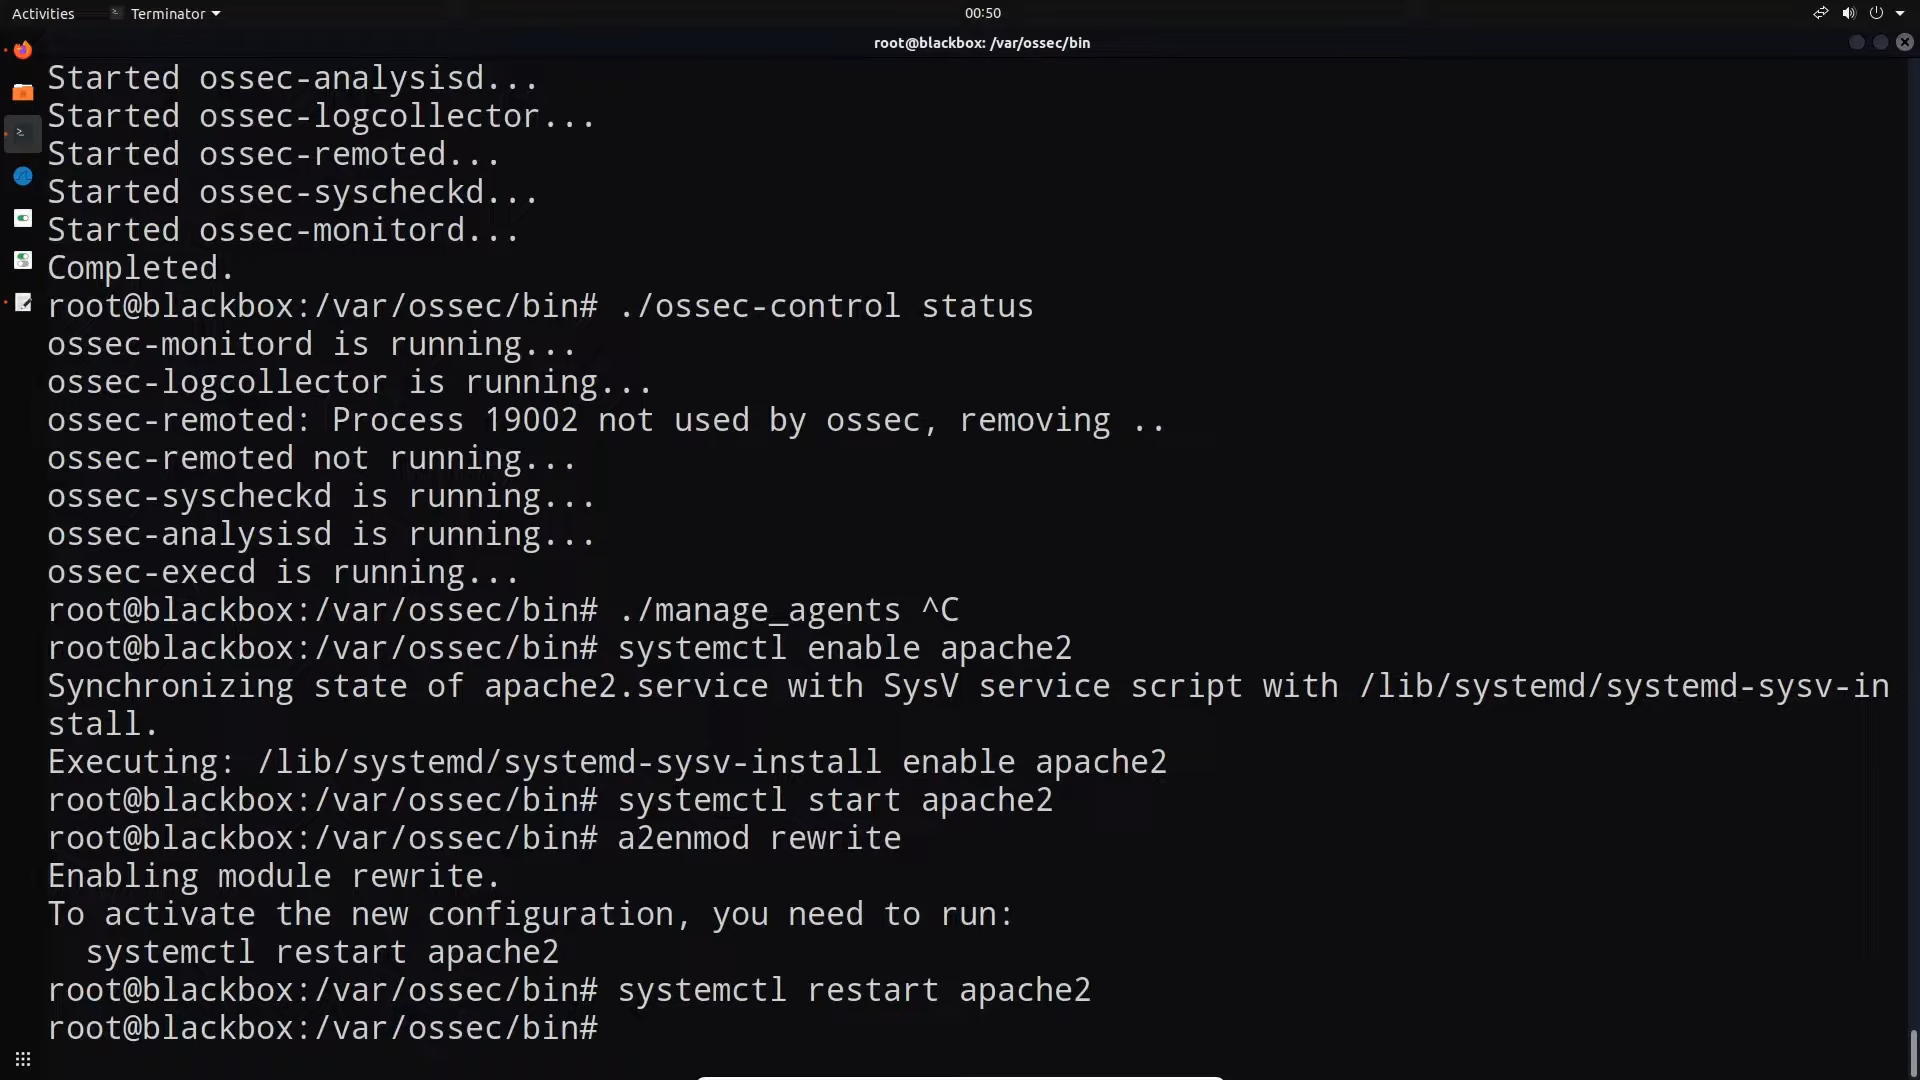 Activities
Terminator
00:50
root@blackbox: /var/ossec/bin
Started ossec-analysisd...
Started ossec-logcollector...
Started ossec-remoted...
Started ossec-syscheckd...
Started ossec-monitord...
Completed.
root@blackbox:/var/ossec/bin# ./ossec-control status
ossec-monitord is running...
ossec-logcollector is running...
ossec-remoted: Process 19002 not used by ossec, removing ..
ossec-remoted not running...
ossec-syscheckd is running...
ossec-analysisd is running...
ossec-execd is running...
root@blackbox:/var/ossec/bin# ./manage_agents ^C
root@blackbox:/var/ossec/bin# systemctl enable apache2
Synchronizing state of apache2.service with SysV service script with /lib/systemd/systemd-sysv-in
stall.
Executing: /lib/systemd/systemd-sysv-install enable apache2
root@blackbox:/var/ossec/bin# systemctl start apache2
root@blackbox:/var/ossec/bin# a2enmod rewrite
Enabling module rewrite.
To activate the new configuration, you need to run:
  systemctl restart apache2
root@blackbox:/var/ossec/bin# systemctl restart apache2
root@blackbox:/var/ossec/bin#